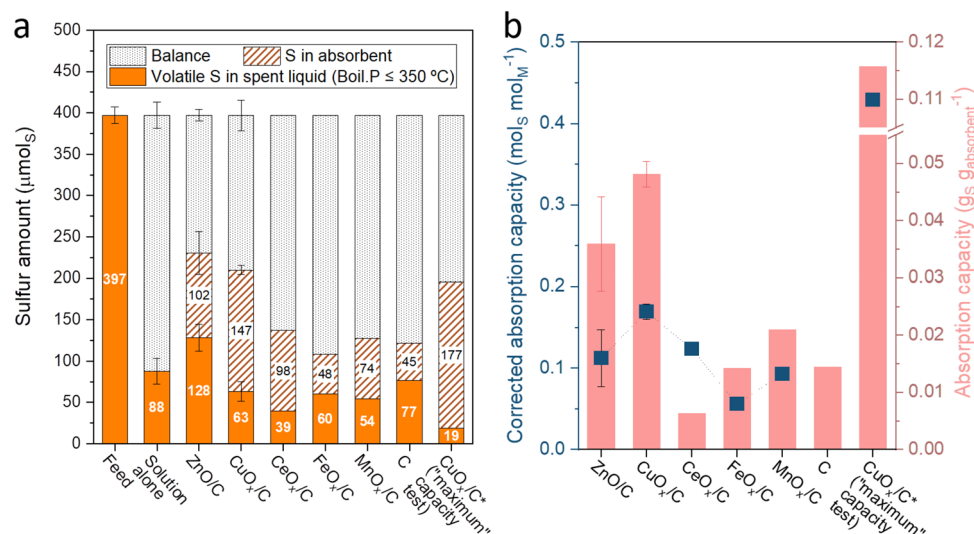 a
500
450
400
350
300
250
200
150
100
50
0
Sulfur amount (μmolS)
Balance
S in absorbent
Volatile S in spent liquid (Boil.P ≤ 350 ºC)
397
88
102
128
147
63
98
39
48
60
74
54
45
77
177
19
Feed
Solution alone
ZnO/C
CuOx/C
CeOx/C
FeOx/C
MnOx/C
C
CuOx/C*
("maximum"
capacity
test)
b
0.5
0.4
0.3
0.2
0.1
0.0
Corrected absorption capacity (molS molM-1)
0.12
0.11
0.05
0.04
0.03
0.02
0.01
0.00
Absorption capacity (gS gabsorbent-1)
ZnO/C
CuOx/C
CeOx/C
FeOx/C
MnOx/C
C
CuOx/C*
("maximum"
capacity
test)